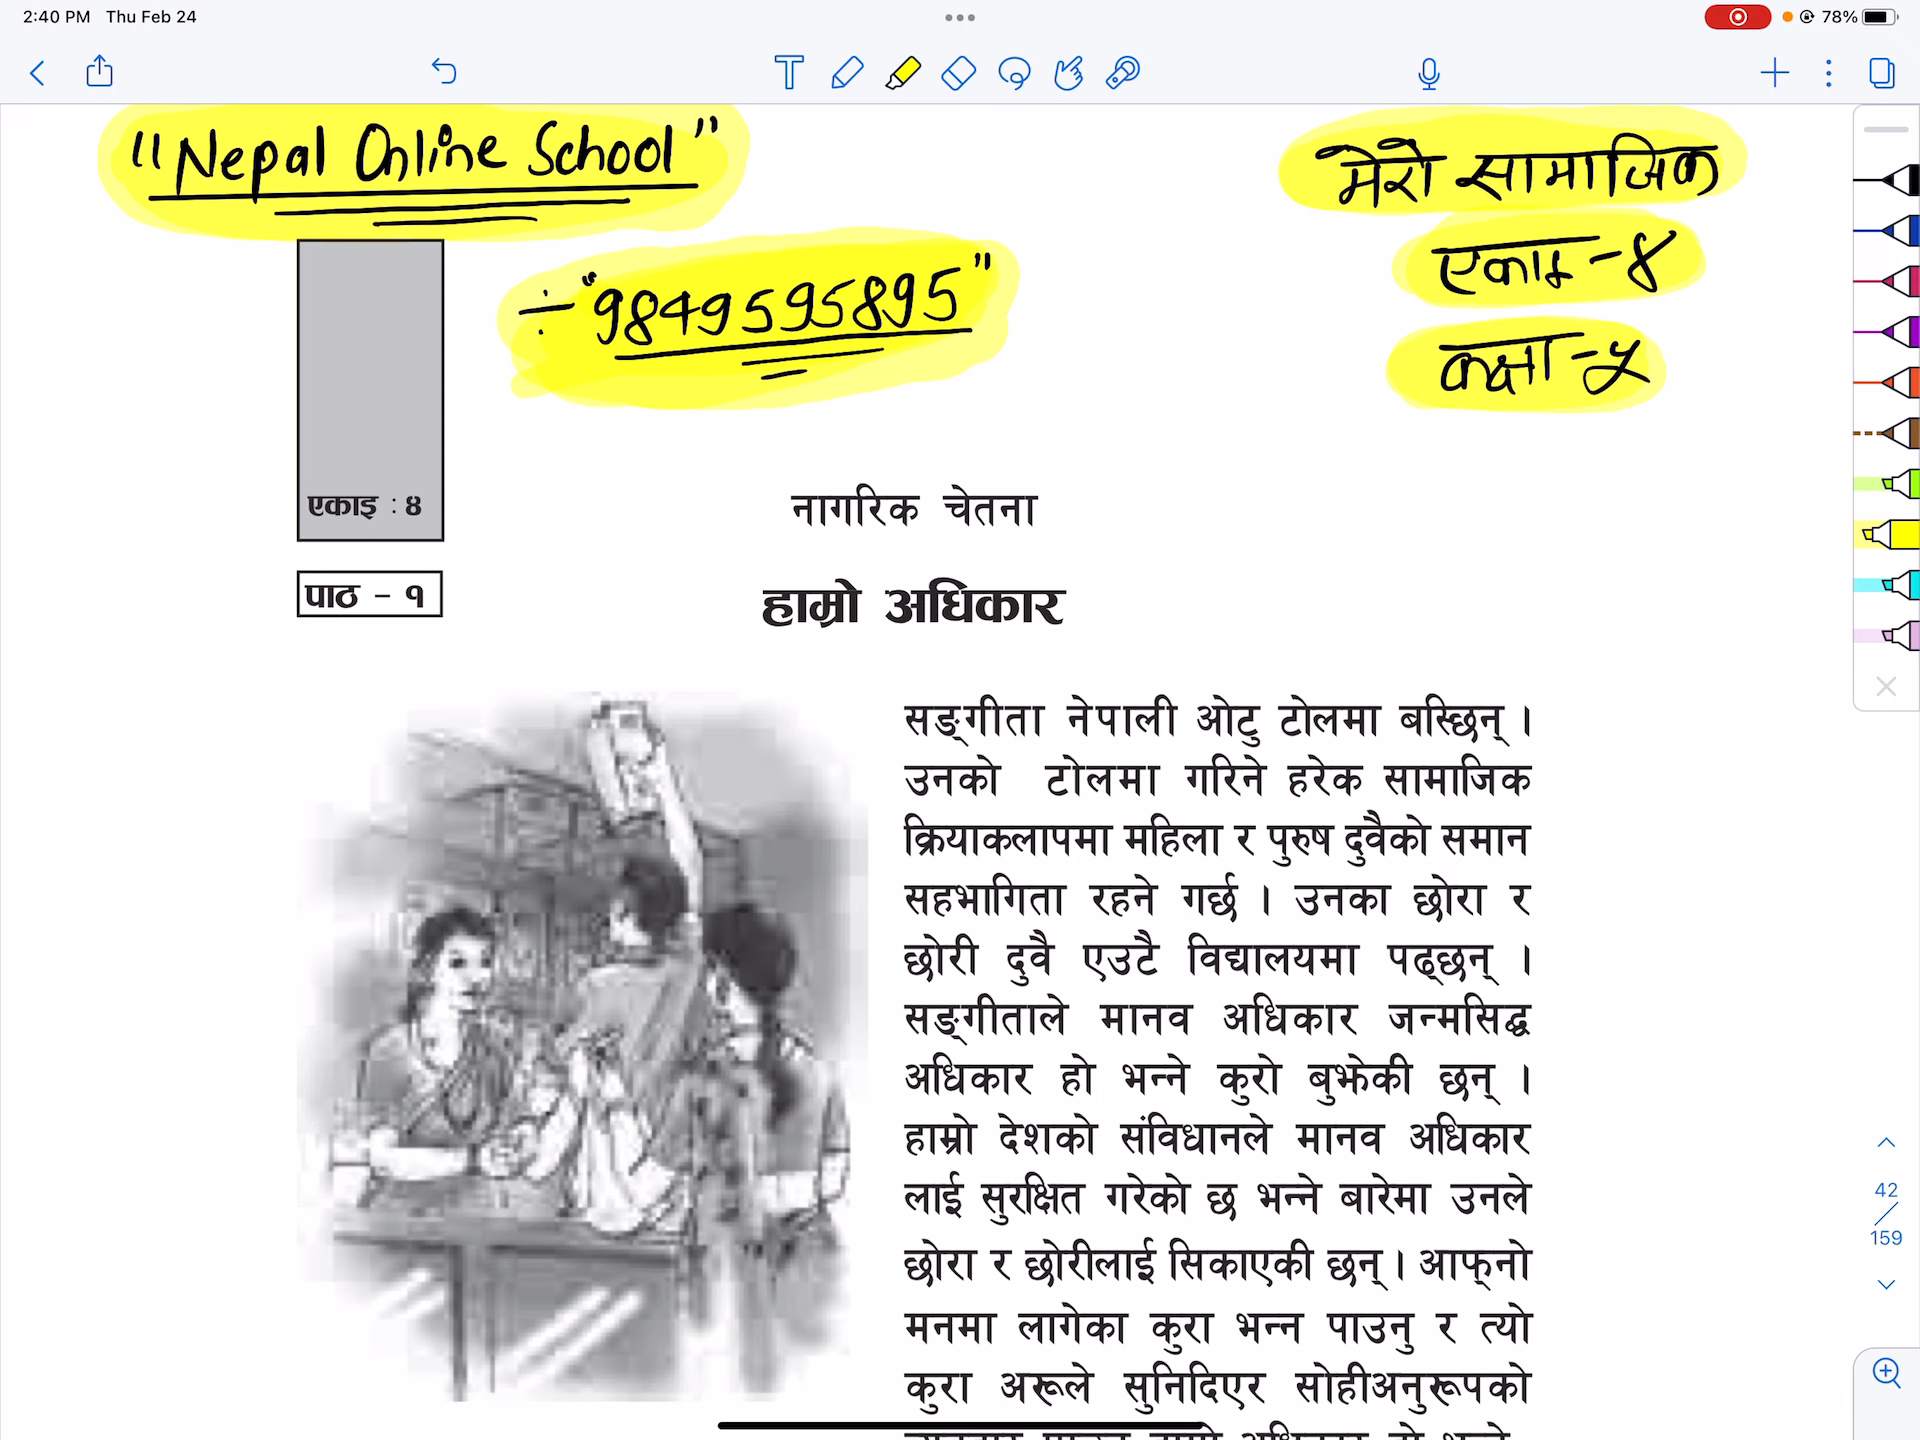 2:40 PM Thu Feb 24
78%
"Nepal Online School"
मेरो सामाजिक
÷ "9849595895"
एकाइ - ४
कक्षा - ५
एकाइ : ४
नागरिक चेतना
पाठ - १
हाम्रो अधिकार
सङ्गीता नेपाली ओटु टोलमा बस्छिन् ।
उनको टोलमा गरिने हरेक सामाजिक
क्रियाकलापमा महिला र पुरुष दुवैको समान
सहभागिता रहने गर्छ । उनका छोरा र
छोरी दुवै एउटै विद्यालयमा पढ्छन् ।
सङ्गीताले मानव अधिकार जन्मसिद्ध
अधिकार हो भन्ने कुरो बुझेकी छन् ।
हाम्रो देशको संविधानले मानव अधिकार
लाई सुरक्षित गरेको छ भन्ने बारेमा उनले
छोरा र छोरीलाई सिकाएकी छन् । आफ्नो
मनमा लागेका कुरा भन्न पाउनु र त्यो
कुरा अरूले सुनिदिएर सोहीअनुरूपको
42
159